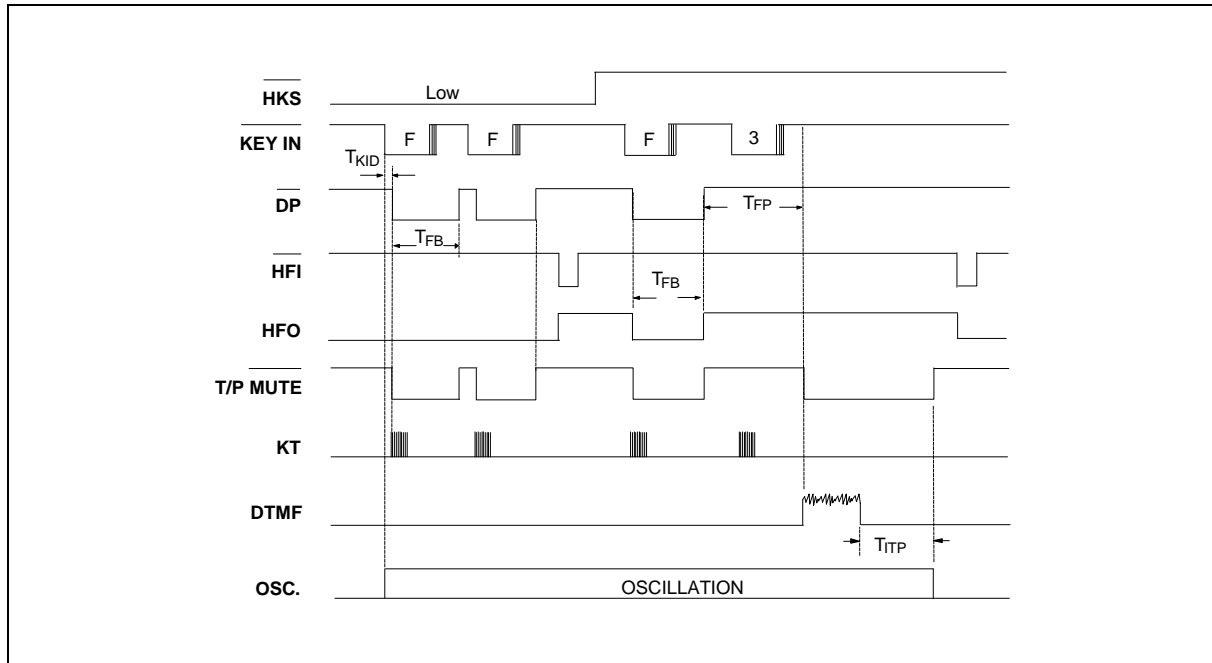 Low
HKS
F F F 3
KEY IN
TKID
DP
TFP
TFB
HFI
TFB
HFO
T/P MUTE
KT
DTMF
TITP
OSCILLATION
OSC.